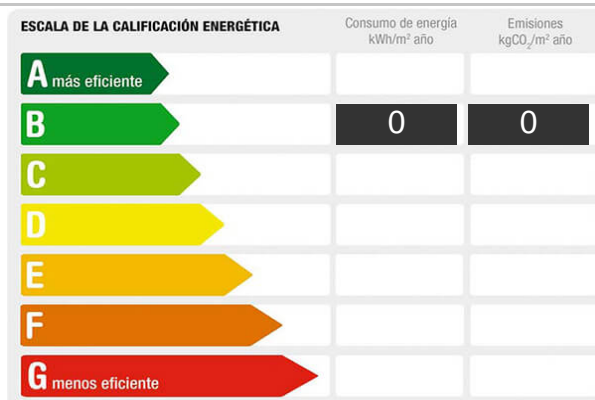 ESCALA DE LA CALIFICACIÓN ENERGÉTICA
Consumo de energía
kWh/m² año
Emisiones
kgCO₂/m² año
A más eficiente
B 0 0
C
D
E
F
G menos eficiente